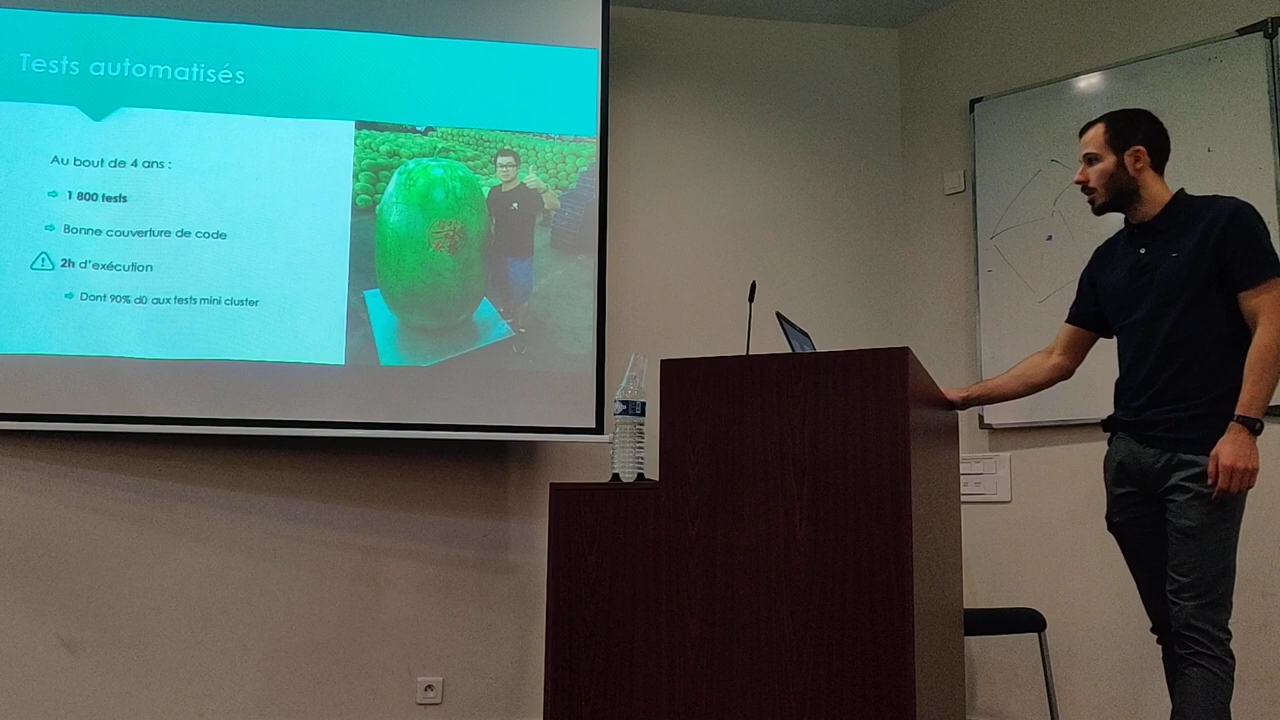 Tests automatisés
Au bout de 4 ans :
1 800 tests
Bonne couverture de code
2h d'exécution
Dont 90% dû aux tests mini cluster